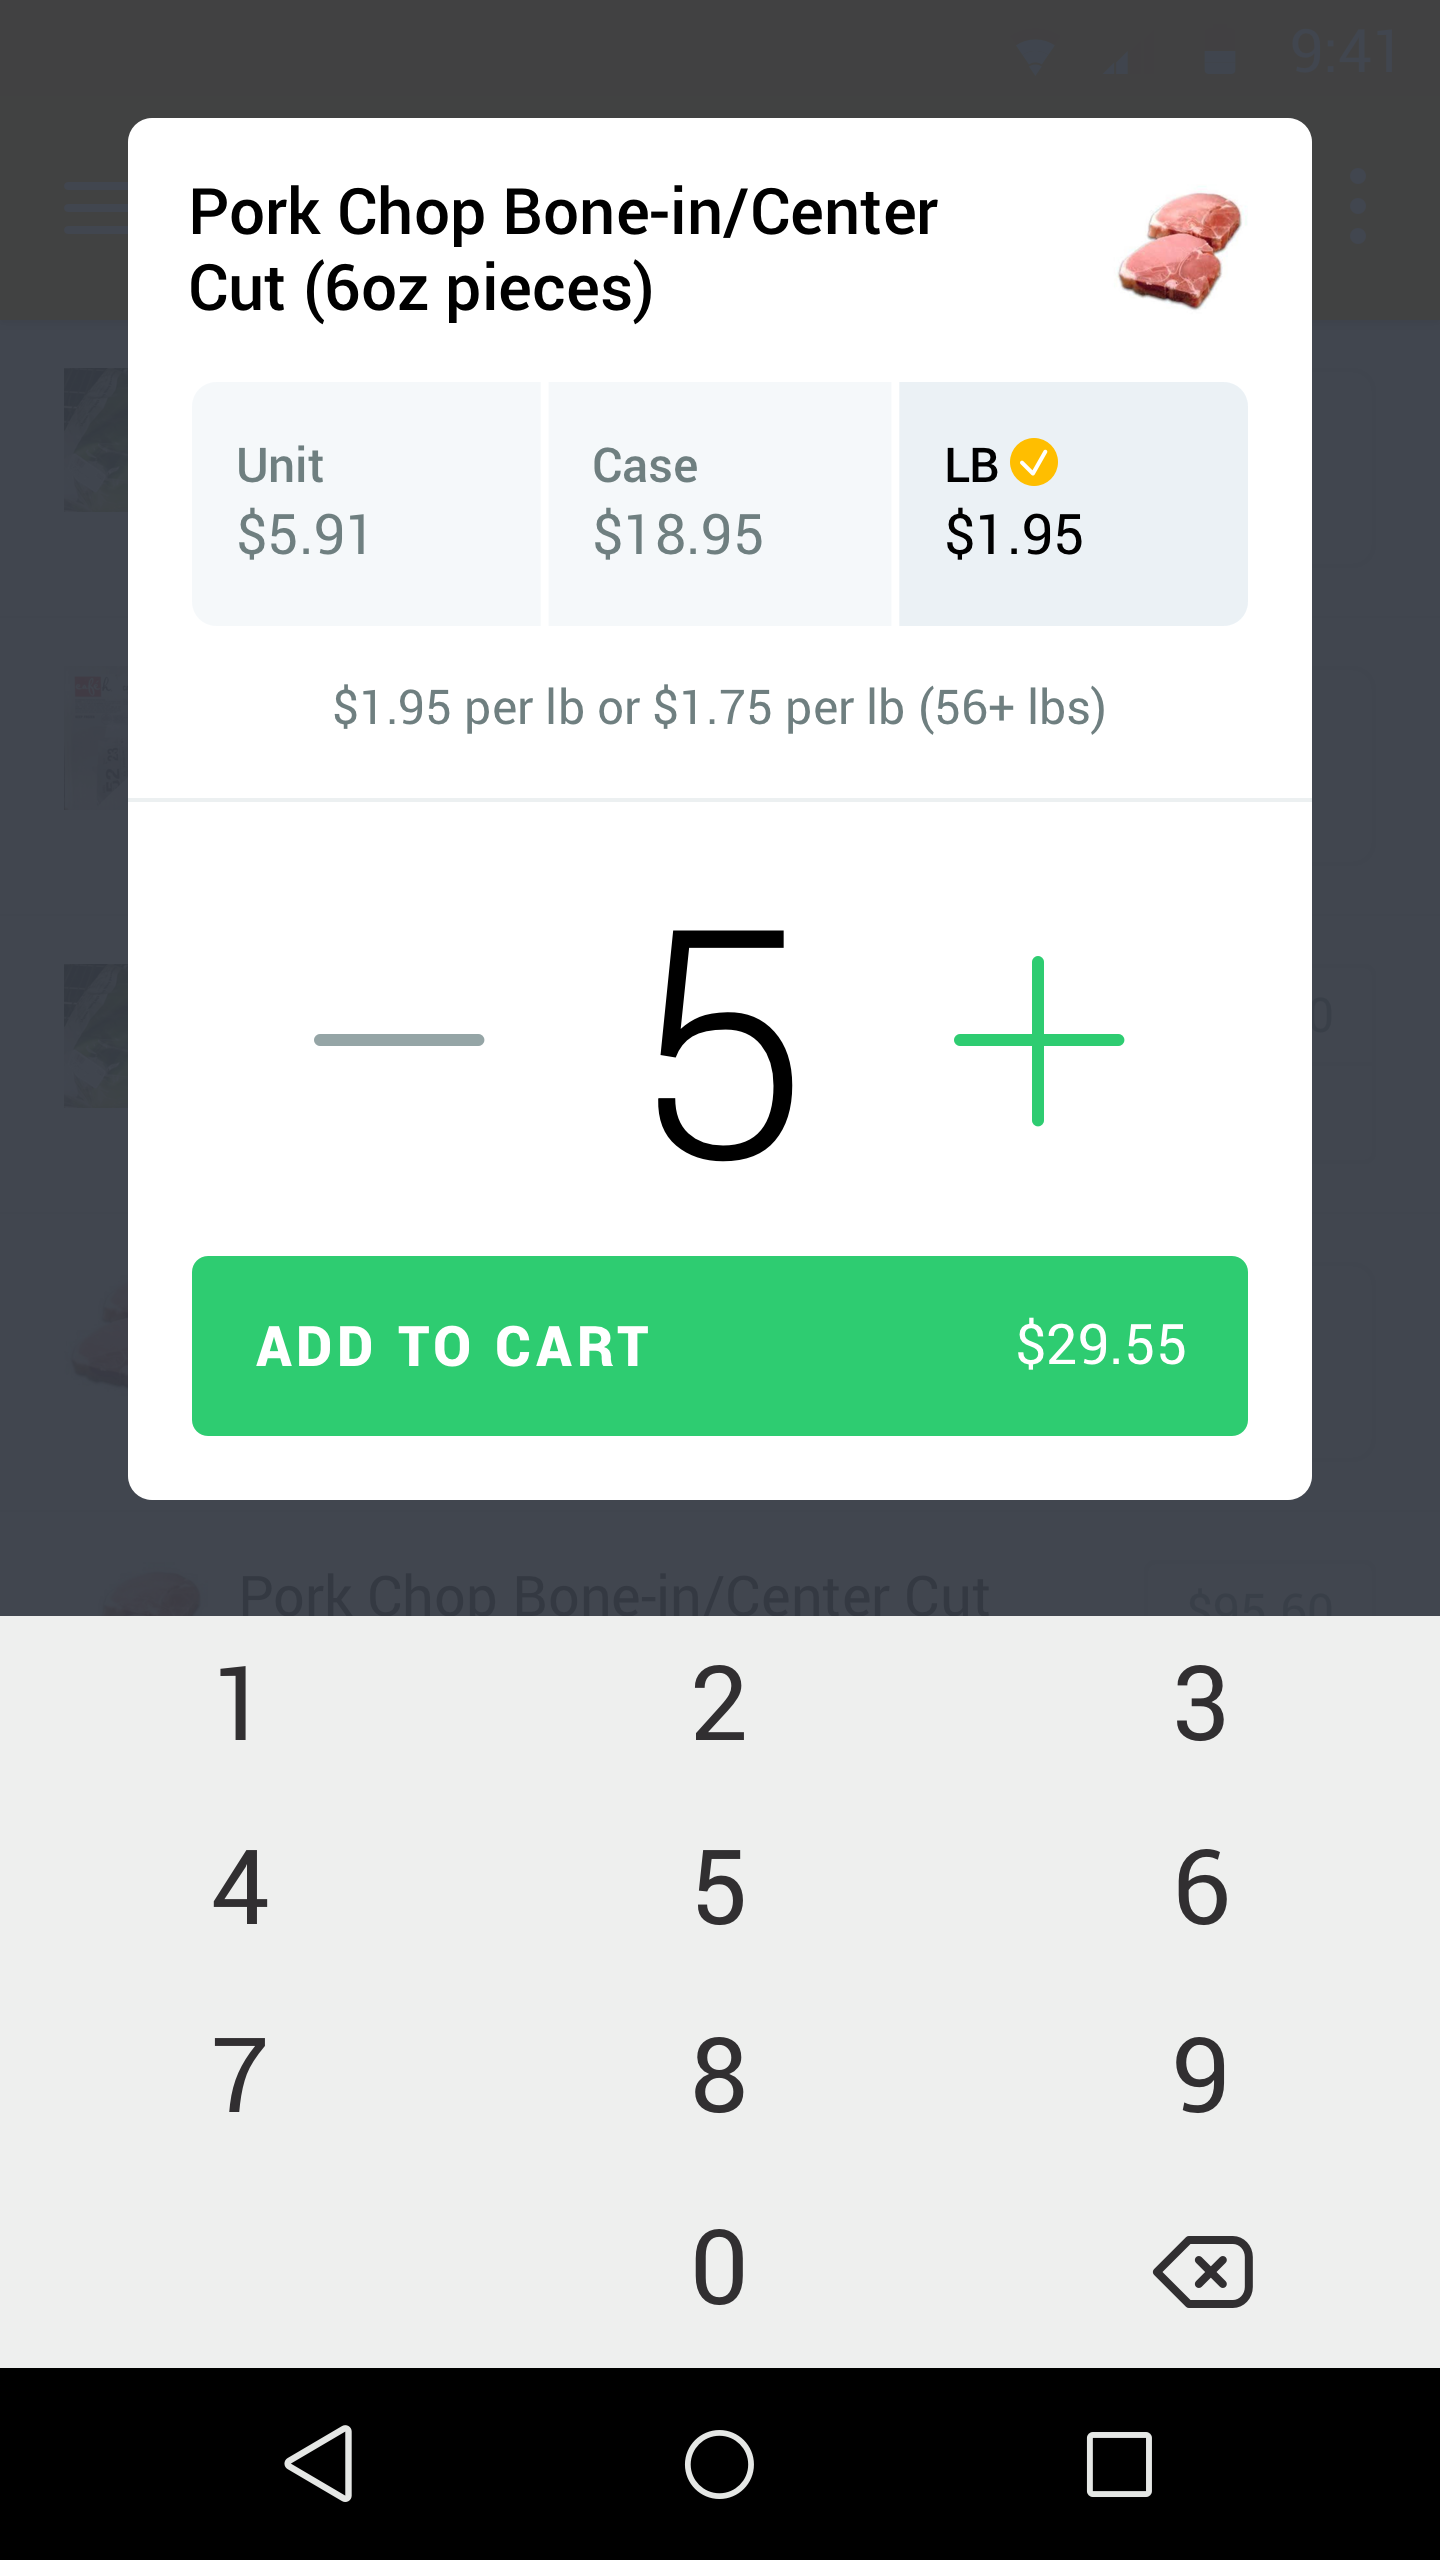 9:41
Pork Chop Bone-in/Center
Cut (6oz pieces)
Unit
$5.91
Case
$18.95
LB
$1.95
$1.95 per lb or $1.75 per lb (56+ lbs)
0
5
ADD TO CART $29.55
Pork Chop Bone-in/Center Cut $95.60
1 2 3
4 5 6
7 8 9
0